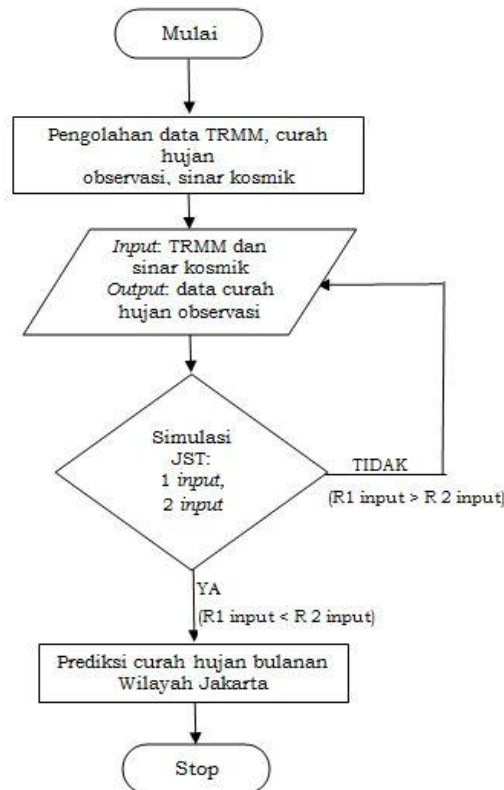 Mulai
Pengolahan data TRMM, curah
hujan
observasi, sinar kosmik
Input: TRMM dan
sinar kosmik
Output: data curah
hujan observasi
Simulasi
JST:
1 input,
2 input
TIDAK
(R1 input > R 2 input)
YA
(R1 input < R 2 input)
Prediksi curah hujan bulanan
Wilayah Jakarta
Stop